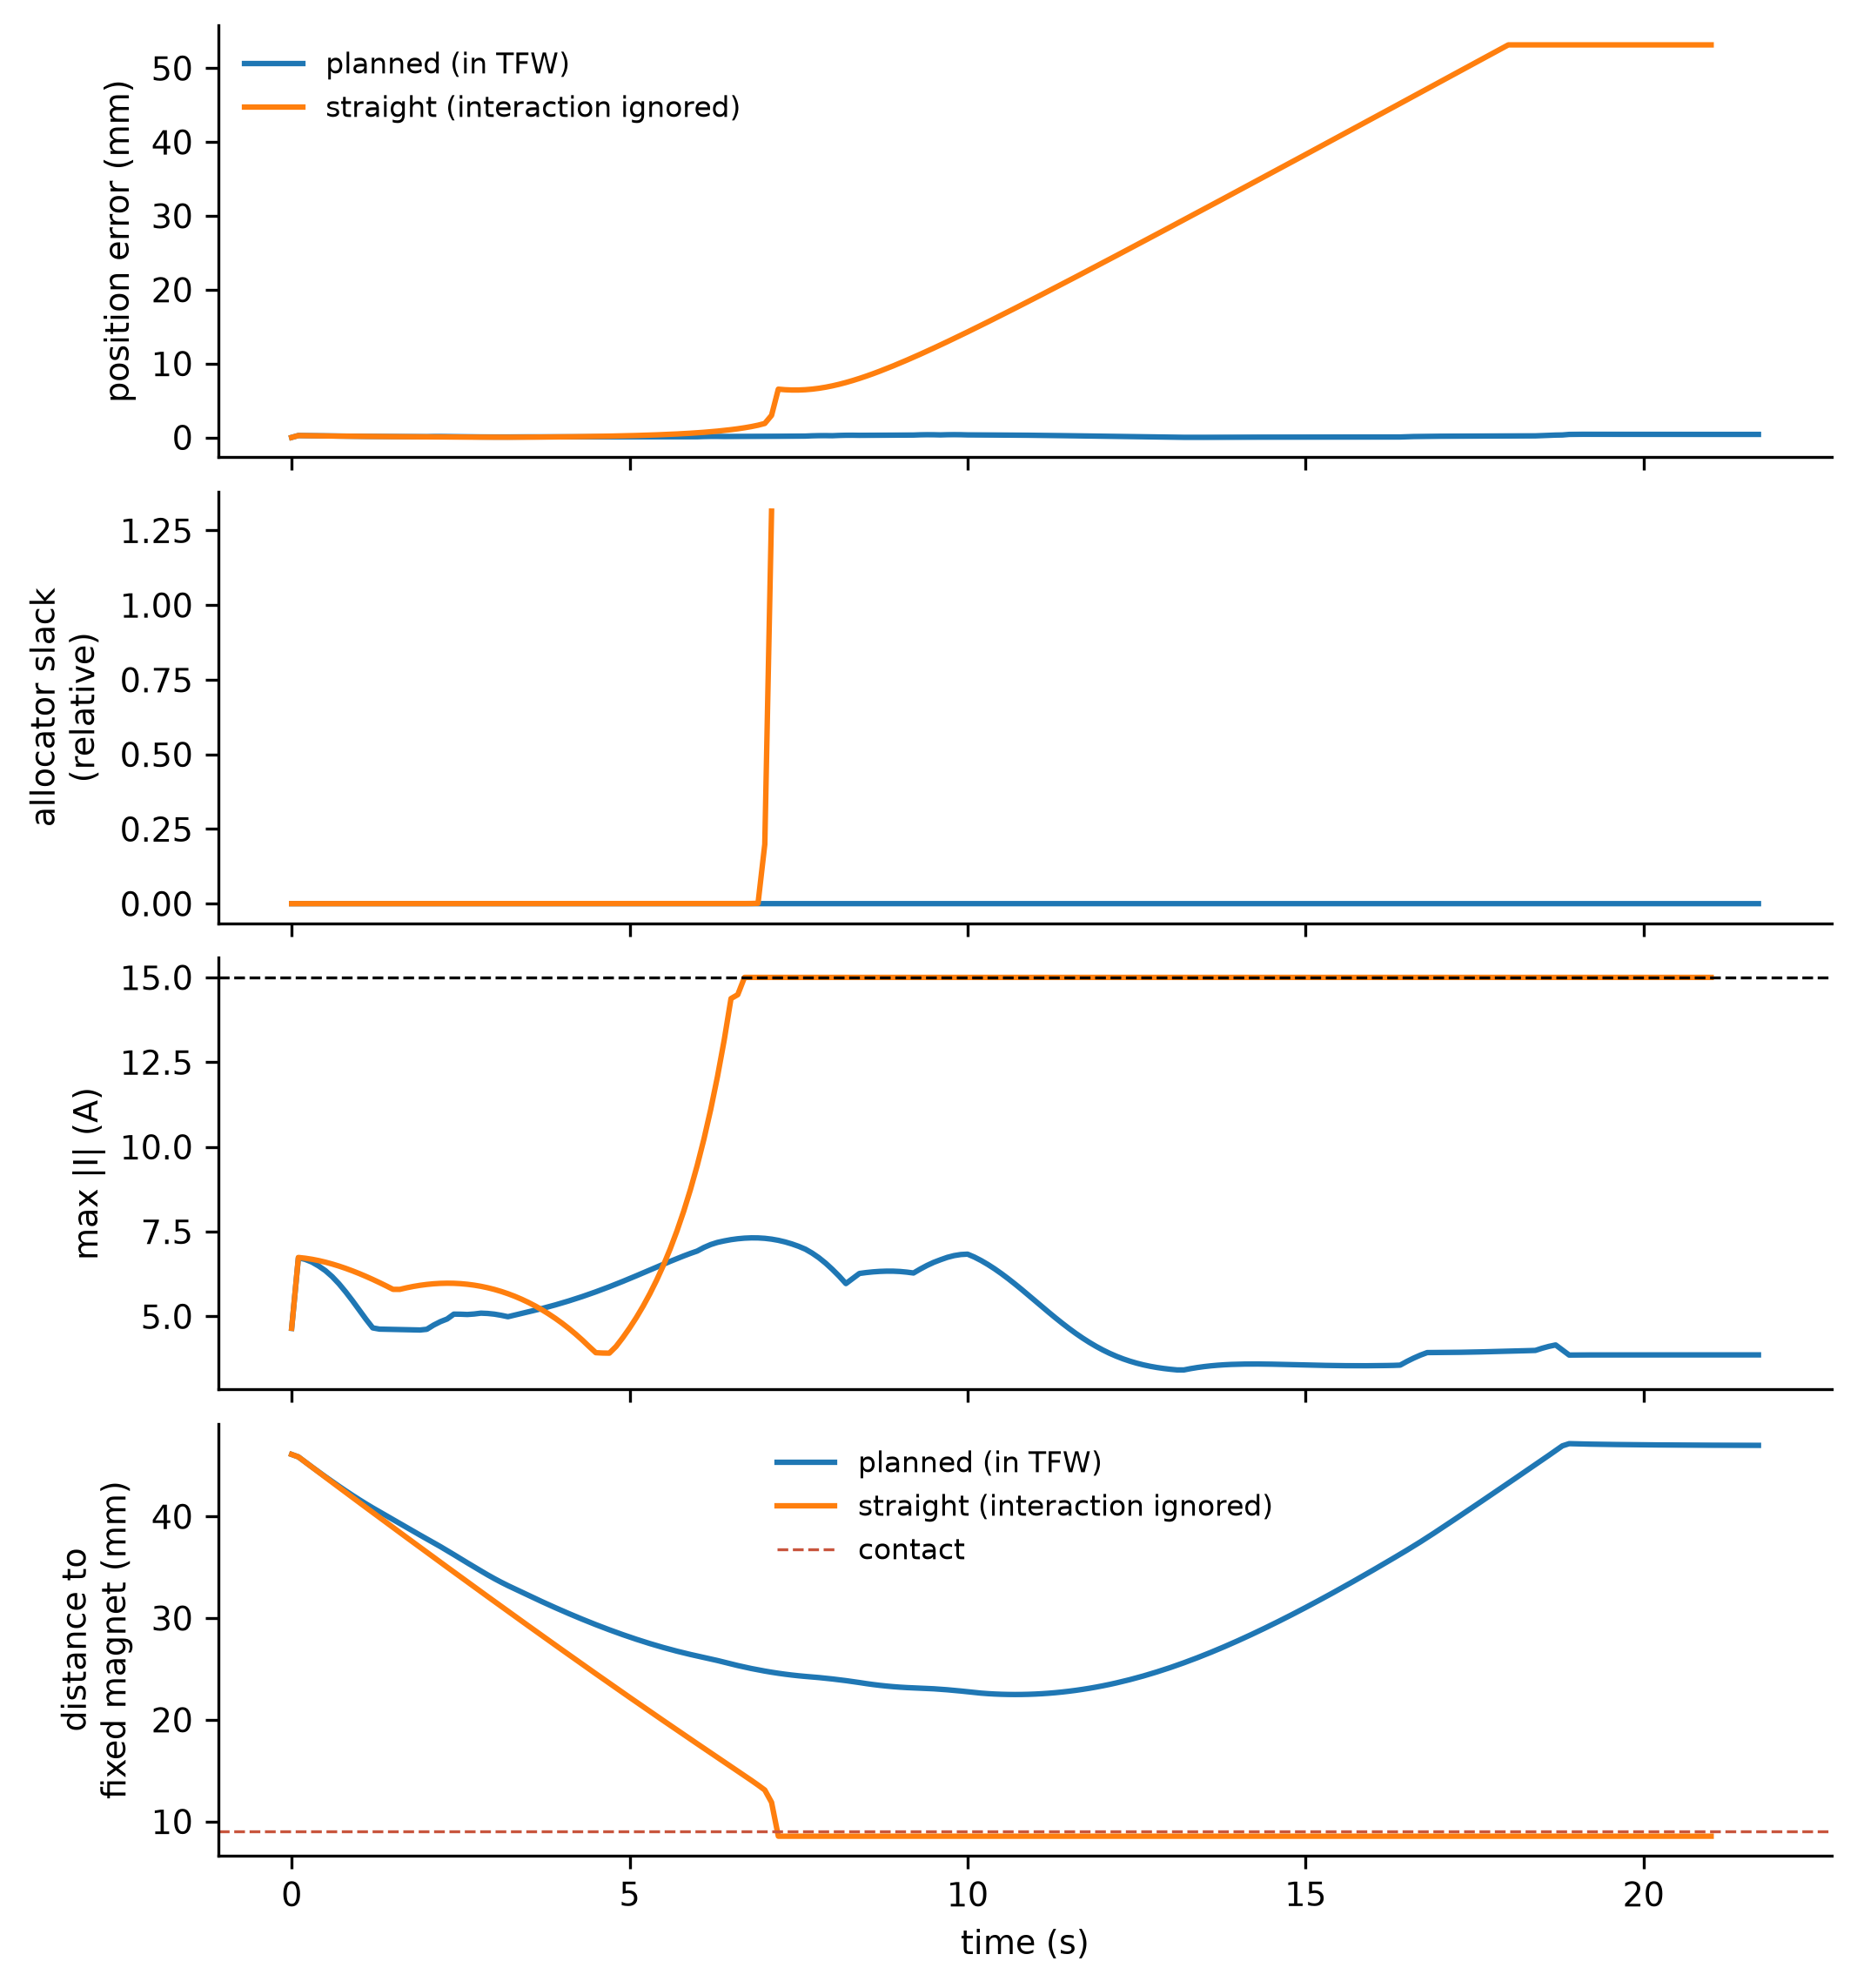 position error (mm)
50
40
30
20
10
0
planned (in TFW)
straight (interaction ignored)
allocator slack
(relative)
1.25
1.00
0.75
0.50
0.25
0.00
max |I| (A)
15.0
12.5
10.0
7.5
5.0
distance to
fixed magnet (mm)
40
30
20
10
planned (in TFW)
straight (interaction ignored)
contact
0 5 10 15 20
time (s)